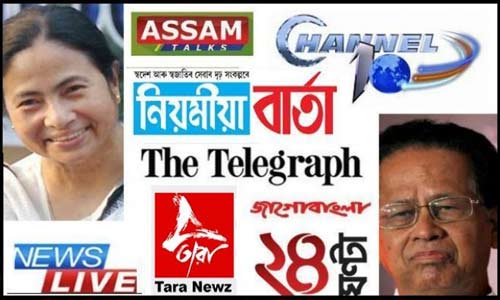 ASSAM
TALKS
CHANNEL
10
স্বদেশ আৰু স্বজাতিৰ সেৱাৰ দৃঢ় সংকল্পৰে
নিয়মীয়া বাৰ্তা
The Telegraph
তারা
Tara Newz
জাগোবাংলা
২৪ ঘণ্টা
NEWS
LIVE